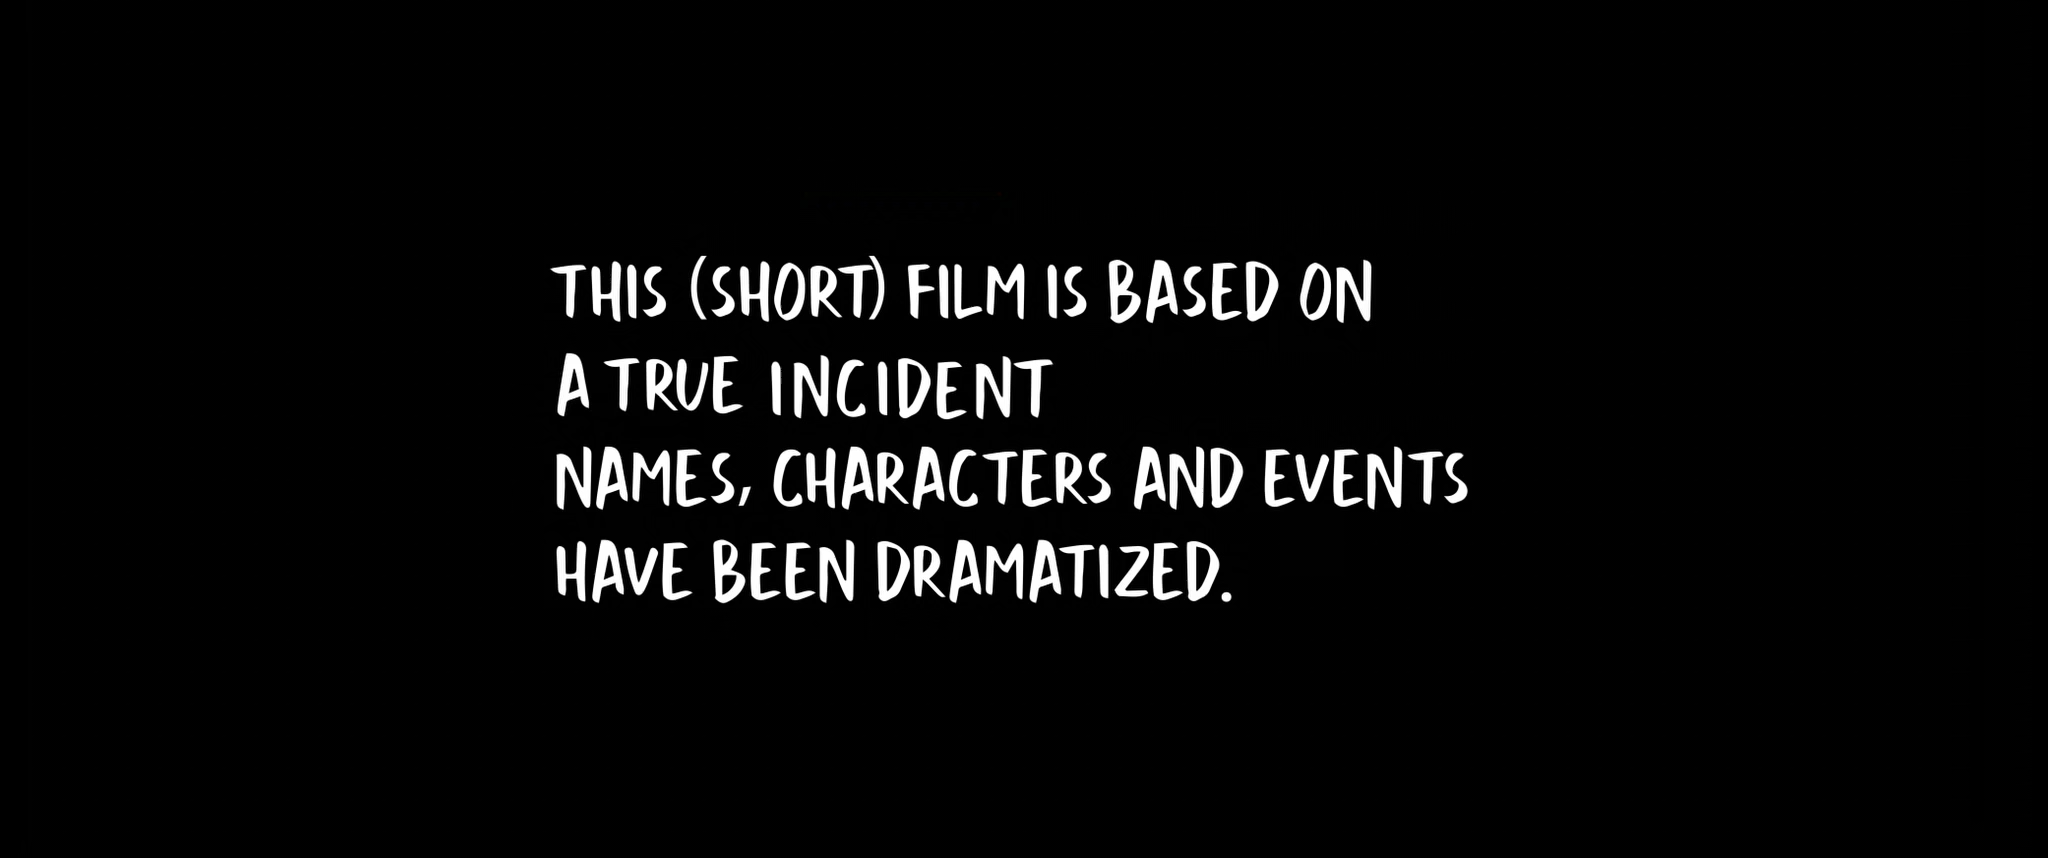 THIS (SHORT) FILM IS BASED ON
A TRUE INCIDENT
NAMES, CHARACTERS AND EVENTS
HAVE BEEN DRAMATIZED.